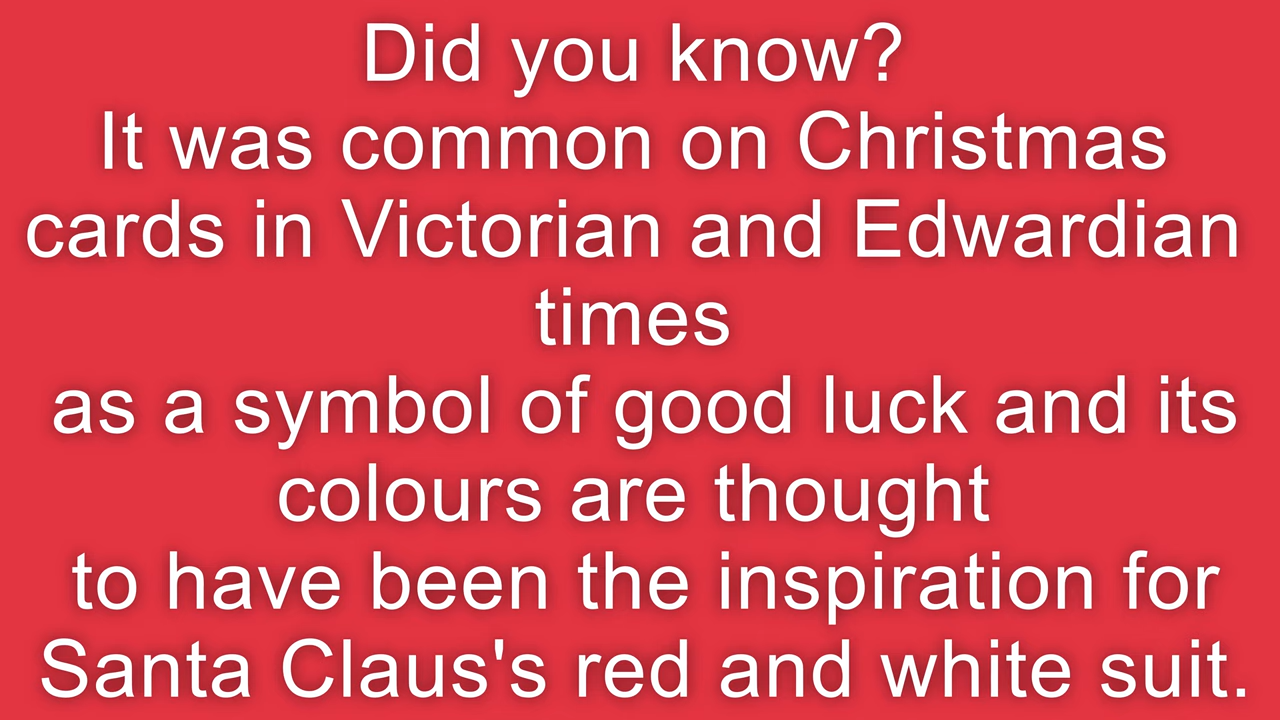 Did you know?
It was common on Christmas
cards in Victorian and Edwardian
times
as a symbol of good luck and its
colours are thought
to have been the inspiration for
Santa Claus's red and white suit.